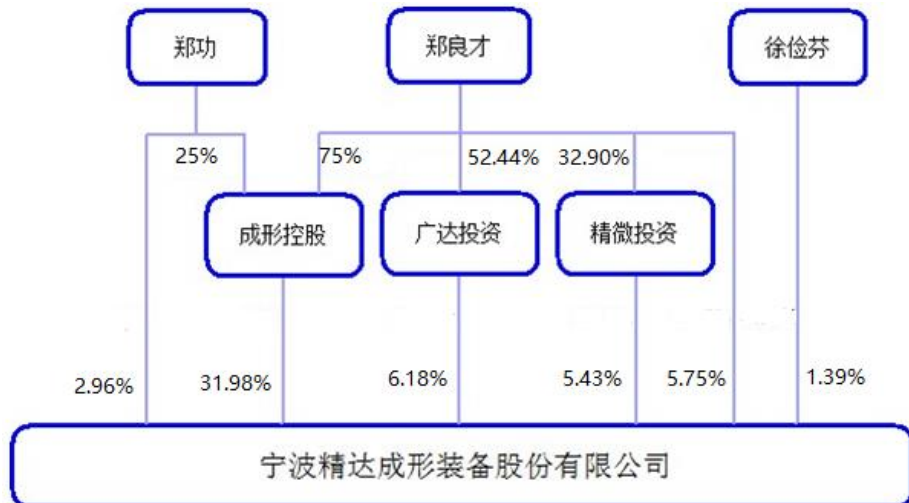 郑功
郑良才
徐俭芬
25%
75%
52.44%
32.90%
成形控股
广达投资
精微投资
2.96%
31.98%
6.18%
5.43%
5.75%
1.39%
宁波精达成形装备股份有限公司